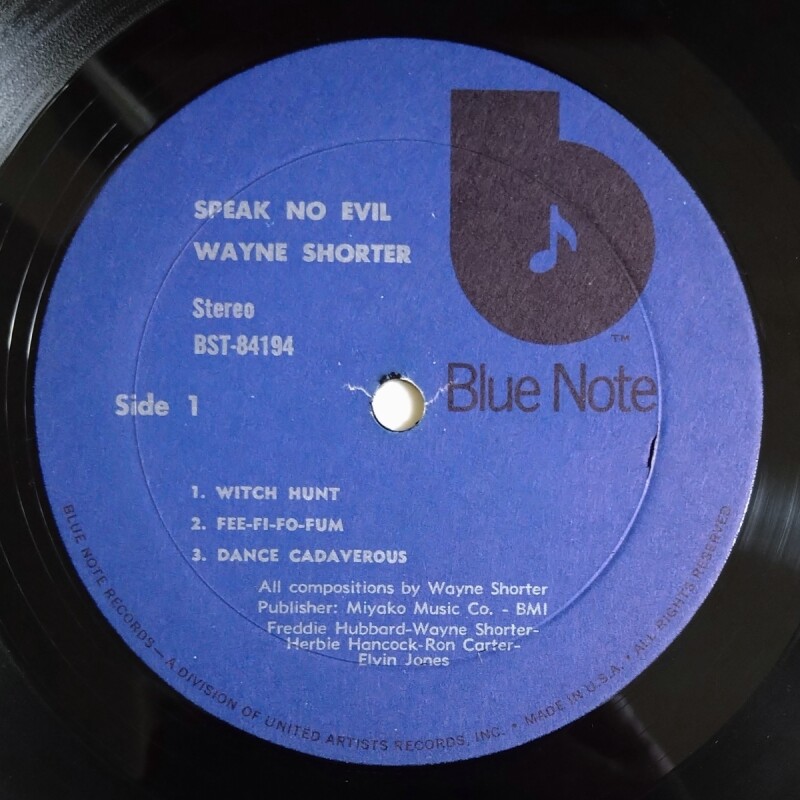 SPEAK NO EVIL
WAYNE SHORTER
Stereo
BST-84194
TM
Blue Note
Side 1
1. WITCH HUNT
2. FEE-FI-FO-FUM
3. DANCE CADAVEROUS
All compositions by Wayne Shorter
Publisher: Miyako Music Co. - BMI
Freddie Hubbard-Wayne Shorter-
Herbie Hancock-Ron Carter-
Elvin Jones
BLUE NOTE RECORDS — A DIVISION OF UNITED ARTISTS RECORDS, INC. • MADE IN U.S.A. • ALL RIGHTS RESERVED